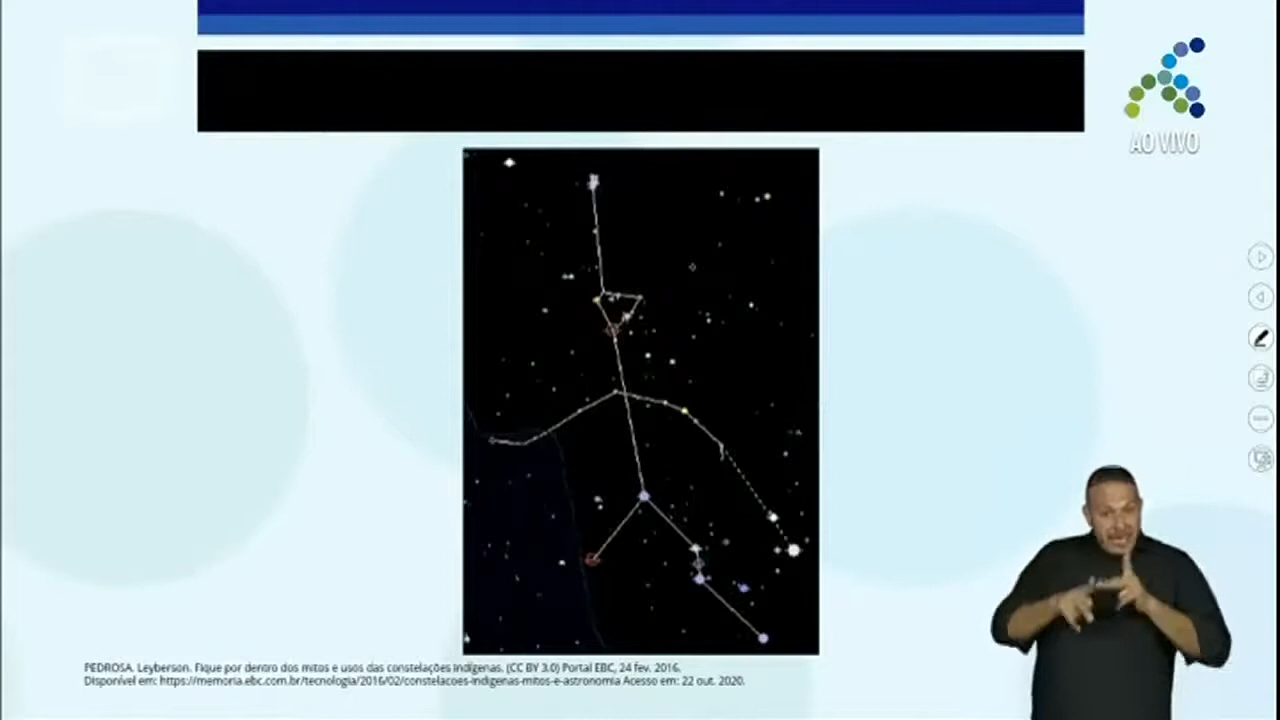 AO VIVO
PEDROSA. Leyberson. Fique por dentro dos mitos e usos das constelações indígenas. (CC BY 3.0) Portal EBC, 24 fev. 2016.
Disponível em: https://memoria.ebc.com.br/tecnologia/2016/02/constelacoes-indigenas-mitos-e-astronomia Acesso em: 22 out. 2020.